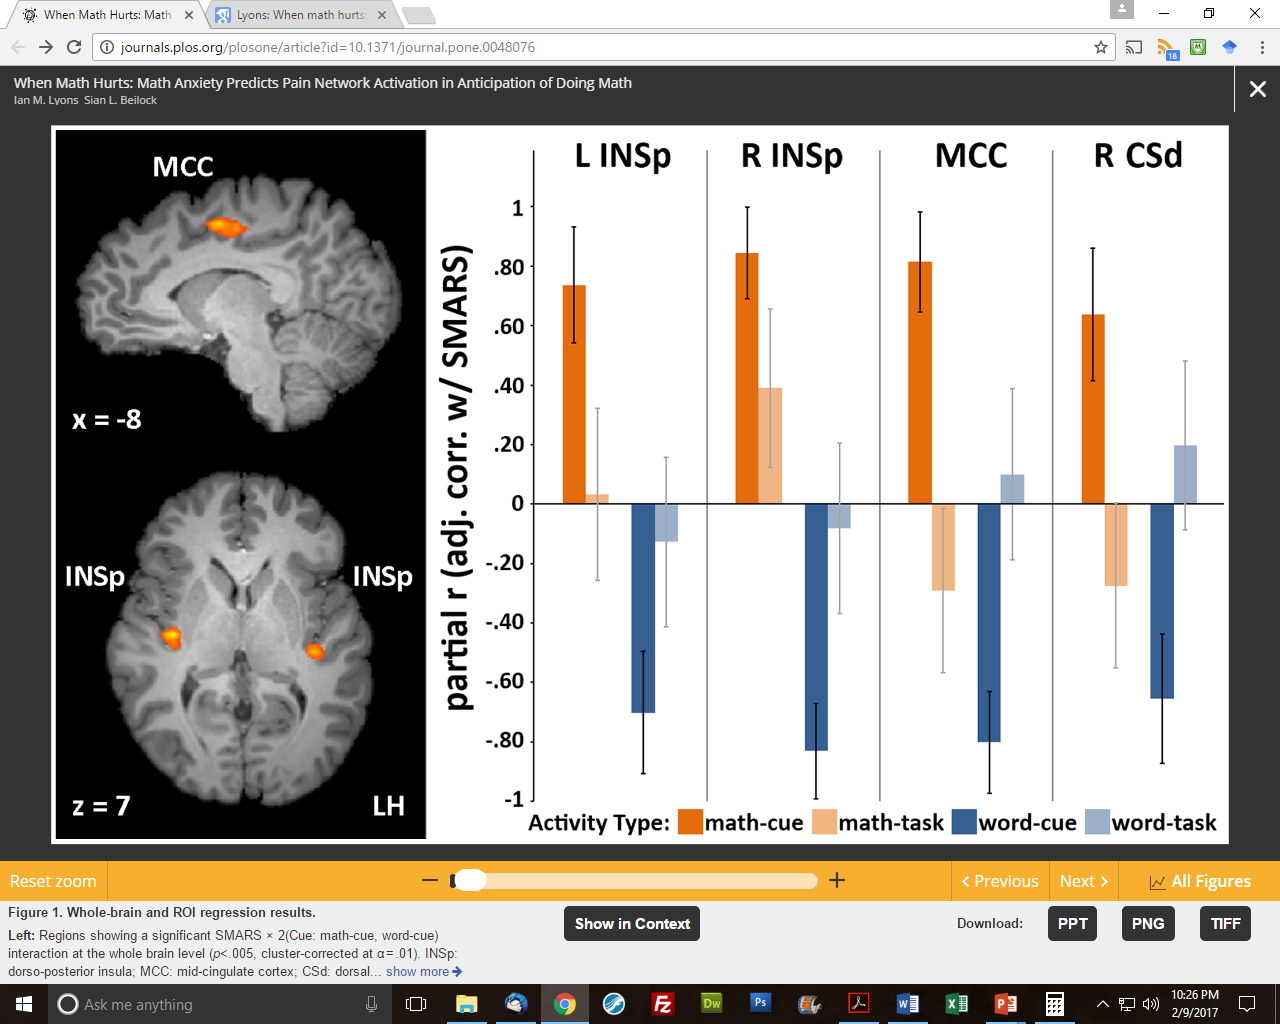 When Math Hurts: Math
Lyons: When math hurts:
journals.plos.org/plosone/article?id=10.1371/journal.pone.0048076
18
When Math Hurts: Math Anxiety Predicts Pain Network Activation in Anticipation of Doing Math
Ian M. Lyons Sian L. Beilock
MCC
x = -8
INSp
INSp
z = 7
LH
L INSp
R INSp
MCC
R CSd
partial r (adj. corr. w/ SMARS)
1
.80
.60
.40
.20
0
-.20
-.40
-.60
-.80
-1
Activity Type: math-cue math-task word-cue word-task
Reset zoom
Previous
Next
All Figures
Figure 1. Whole-brain and ROI regression results.
Left: Regions showing a significant SMARS × 2(Cue: math-cue, word-cue)
interaction at the whole brain level (p<.005, cluster-corrected at α = .01). INSp:
dorso-posterior insula; MCC: mid-cingulate cortex; CSd: dorsal... show more
Show in Context
Download: PPT PNG TIFF
Ask me anything
Fz
Dw
Ps
10:26 PM
2/9/2017